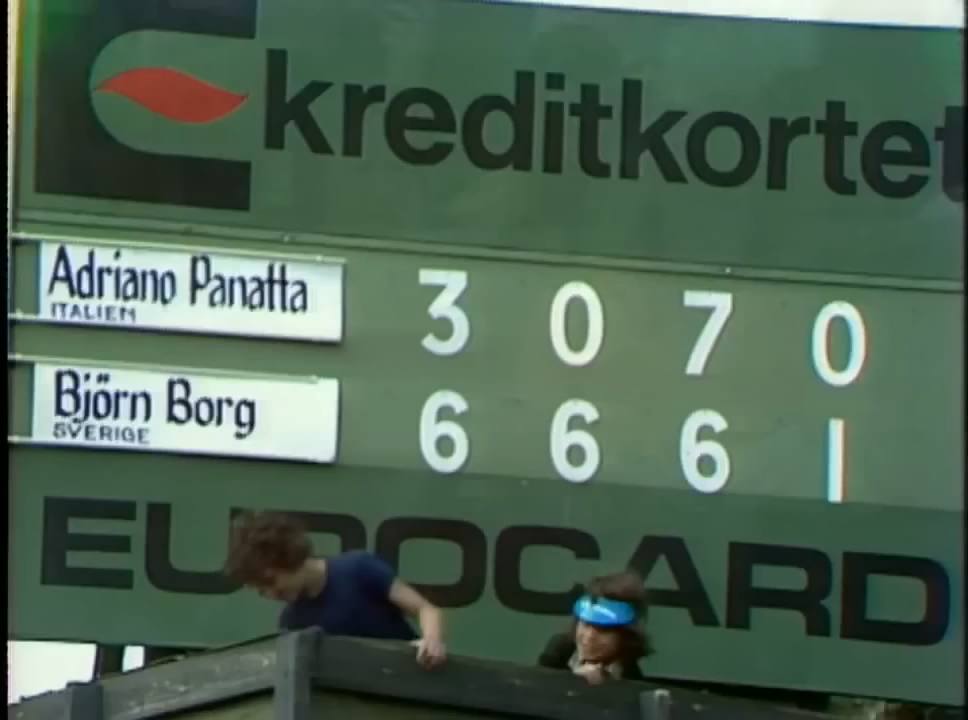 kreditkortet
Adriano Panatta 3 0 7 0
ITALIEN
Björn Borg 6 6 6 1
SVERIGE
EUROCARD